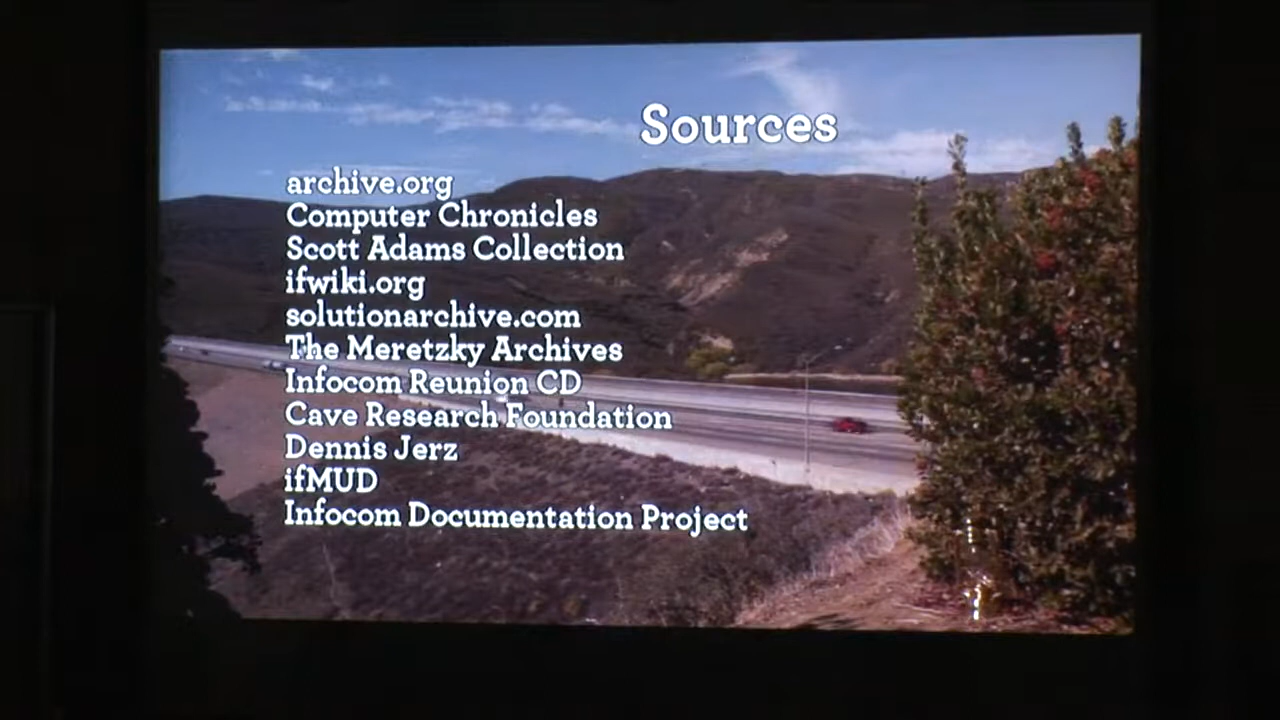 Sources
archive.org
Computer Chronicles
Scott Adams Collection
ifwiki.org
solutionarchive.com
The Meretzky Archives
Infocom Reunion CD
Cave Research Foundation
Dennis Jerz
ifMUD
Infocom Documentation Project